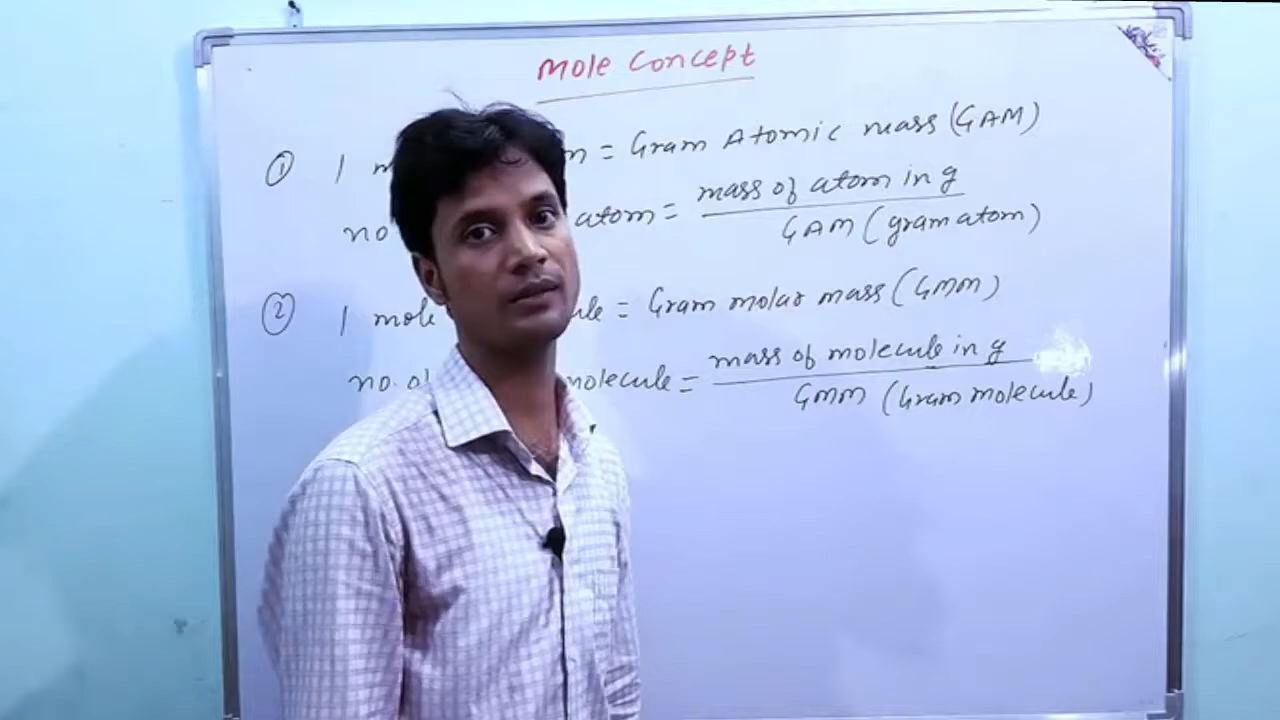 Mole Concept
① 1 m n = Gram Atomic mass (GAM)
no atom = mass of atom in g
GAM (gram atom)
② 1 mole ule = Gram molar mass (GMM)
no. of molecule = mass of molecule in g
GMM (Gram molecule)